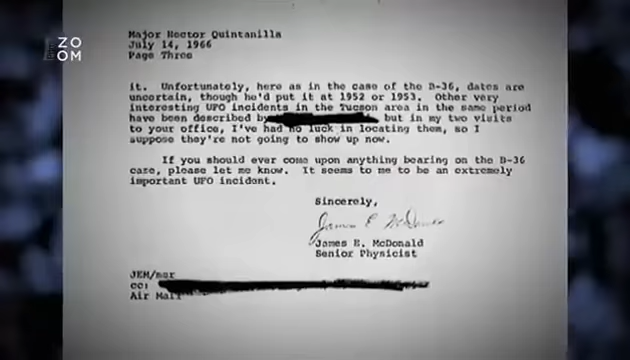 ZOOM
Major Hector Quintanilla
July 14, 1966
Page Three
it. Unfortunately, here as in the case of the B-36, dates are
uncertain, though he'd put it at 1952 or 1953. Other very
interesting UFO incidents in the Tucson area in the same period
have been described by but in my two visits
to your office, I've had no luck in locating them, so I
suppose they're not going to show up now.
If you should ever come upon anything bearing on the B-36
case, please let me know. It seems to me to be an extremely
important UFO incident.
Sincerely,
James E McDonald
James E. McDonald
Senior Physicist
JEM/msr
cc:
Air Mail